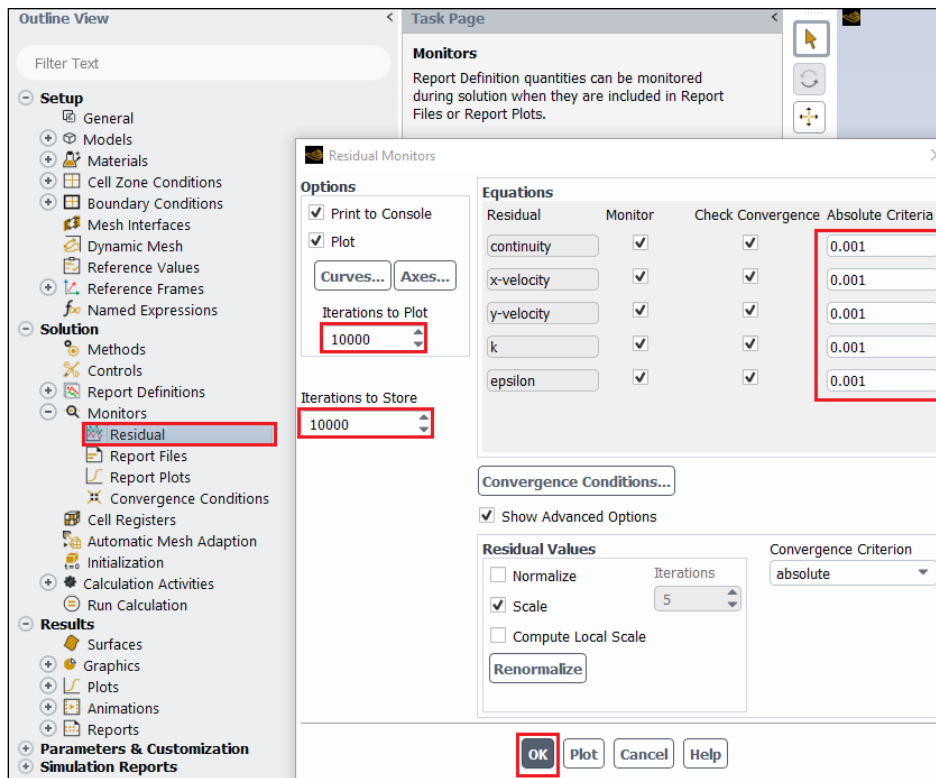 Outline View
<
Filter Text
Setup
General
Models
Materials
Cell Zone Conditions
Boundary Conditions
Mesh Interfaces
Dynamic Mesh
Reference Values
Reference Frames
Named Expressions
Solution
Methods
Controls
Report Definitions
Monitors
Residual
Report Files
Report Plots
Convergence Conditions
Cell Registers
Automatic Mesh Adaption
Initialization
Calculation Activities
Run Calculation
Results
Surfaces
Graphics
Plots
Animations
Reports
Parameters & Customization
Simulation Reports
Task Page
<
Monitors
Report Definition quantities can be monitored
during solution when they are included in Report
Files or Report Plots.
Residual Monitors
Options
Print to Console
Plot
Curves... Axes...
Iterations to Plot
10000
Iterations to Store
10000
Equations
Residual Monitor Check Convergence Absolute Criteria
continuity 0.001
x-velocity 0.001
y-velocity 0.001
k 0.001
epsilon 0.001
Convergence Conditions...
Show Advanced Options
Residual Values
Normalize Iterations
Scale 5
Compute Local Scale
Renormalize
Convergence Criterion
absolute
OK Plot Cancel Help